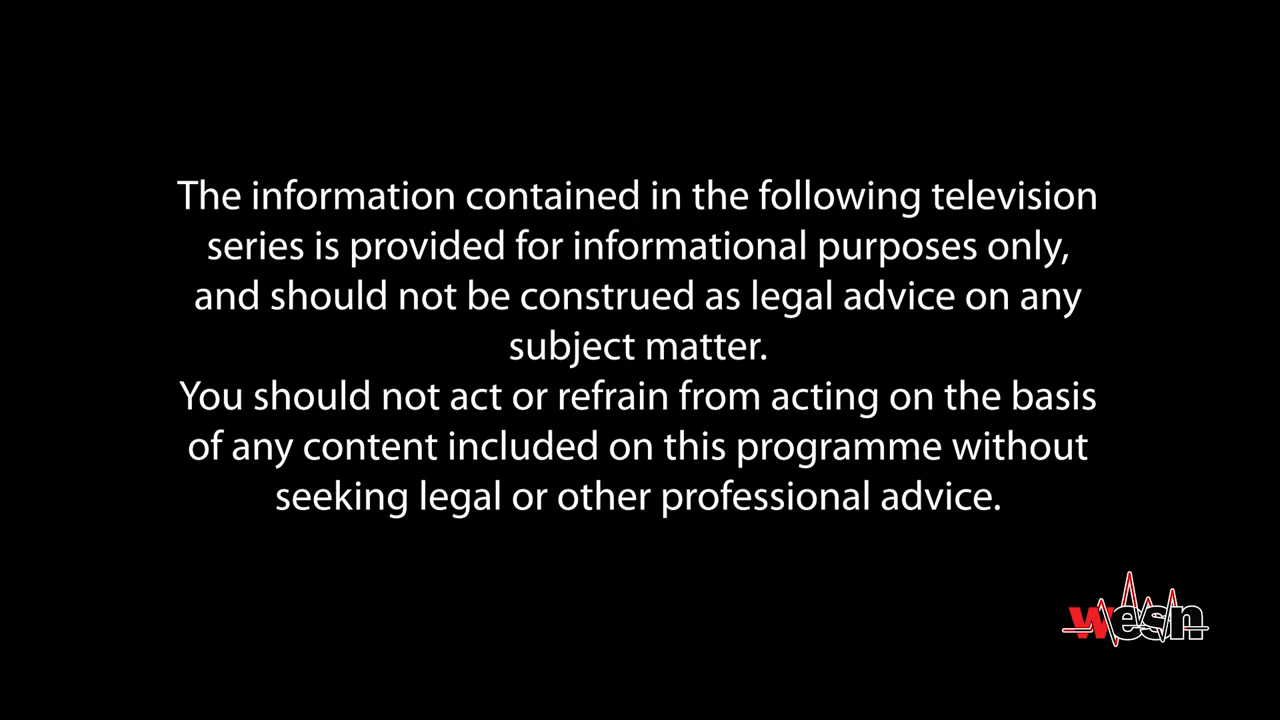 The information contained in the following television
series is provided for informational purposes only,
and should not be construed as legal advice on any
subject matter.
You should not act or refrain from acting on the basis
of any content included on this programme without
seeking legal or other professional advice.
wesn